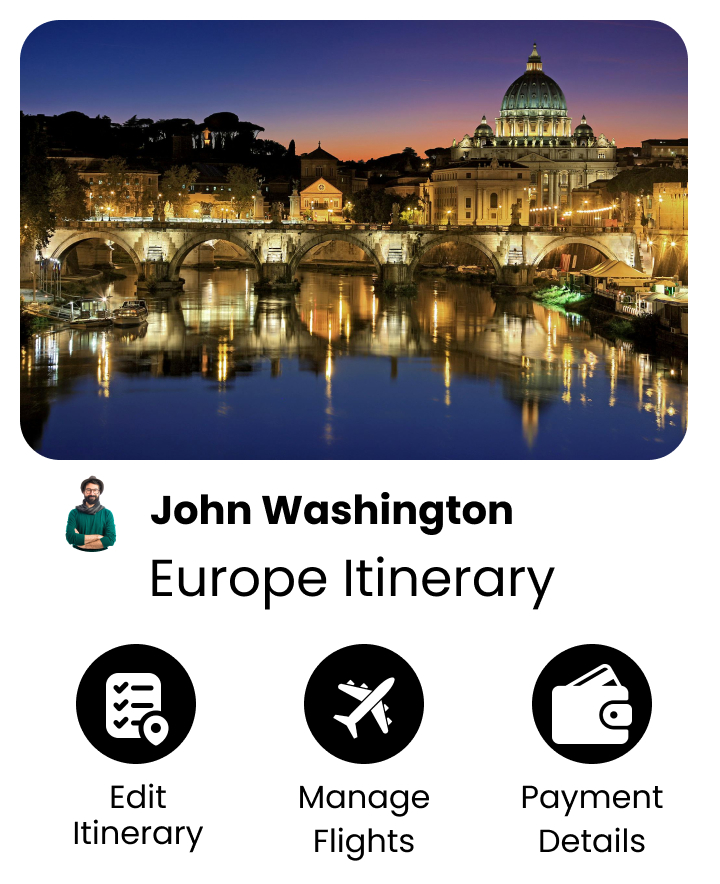 John Washington
Europe Itinerary
Edit
Itinerary
Manage
Flights
Payment
Details